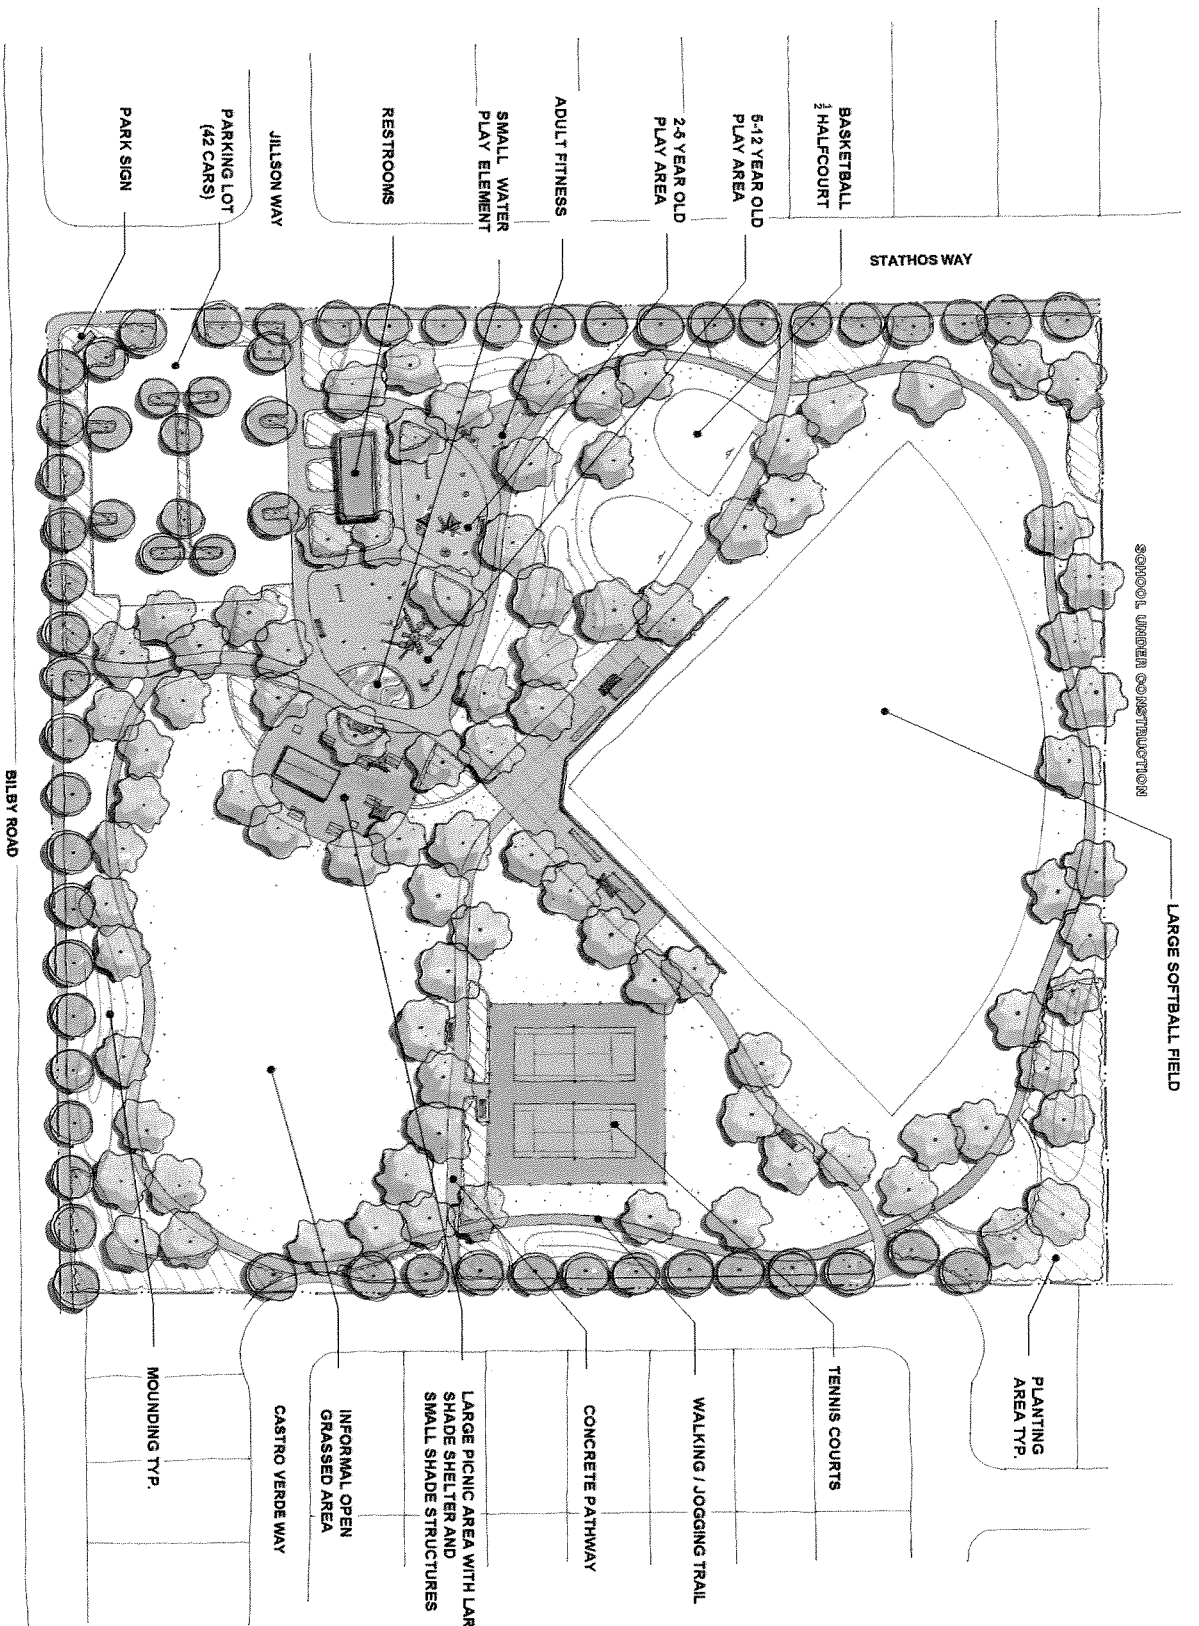 BASKETBALL
½ HALFCOURT
5-12 YEAR OLD
PLAY AREA
2-5 YEAR OLD
PLAY AREA
ADULT FITNESS
SMALL WATER
PLAY ELEMENT
RESTROOMS
JILLSON WAY
PARKING LOT
(42 CARS)
PARK SIGN
STATHOS WAY
SCHOOL UNDER CONSTRUCTION
LARGE SOFTBALL FIELD
BILBY ROAD
PLANTING
AREA TYP.
TENNIS COURTS
WALKING / JOGGING TRAIL
CONCRETE PATHWAY
LARGE PICNIC AREA WITH LAR
SHADE SHELTER AND
SMALL SHADE STRUCTURES
INFORMAL OPEN
GRASSED AREA
CASTRO VERDE WAY
MOUNDING TYP.